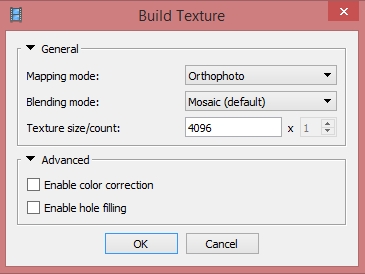 Build Texture
General
Mapping mode: Orthophoto
Blending mode: Mosaic (default)
Texture size/count: 4096 x 1
Advanced
Enable color correction
Enable hole filling
OK Cancel